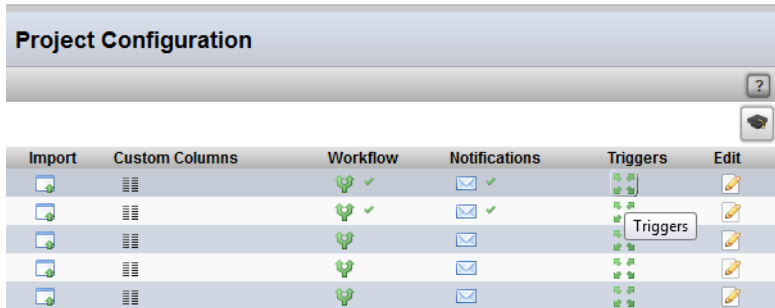 Project Configuration
?
Import Custom Columns Workflow Notifications Triggers Edit
Triggers